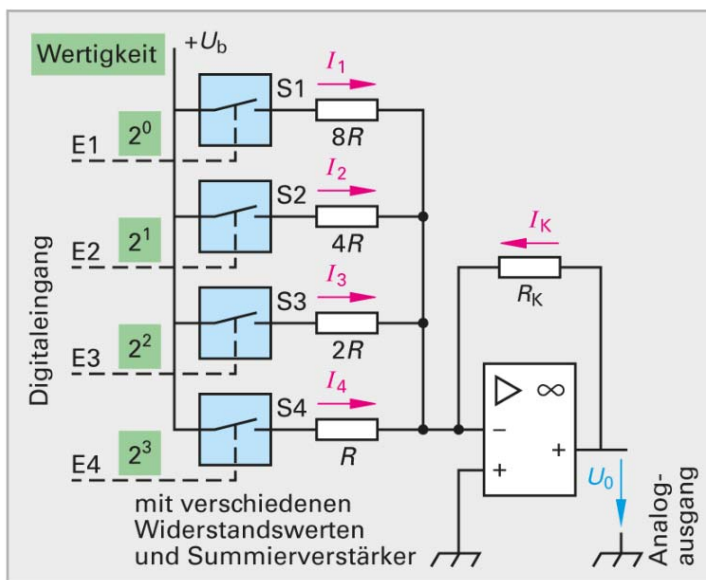 Wertigkeit
+U_b
S1
I_1
8R
E1
2^0
S2
I_2
4R
E2
2^1
S3
I_3
2R
E3
2^2
S4
I_4
R
E4
2^3
Digitaleingang
I_K
R_K
▷ ∞
−
+
+
U_0
Analog-
ausgang
mit verschiedenen
Widerstandswerten
und Summierverstärker